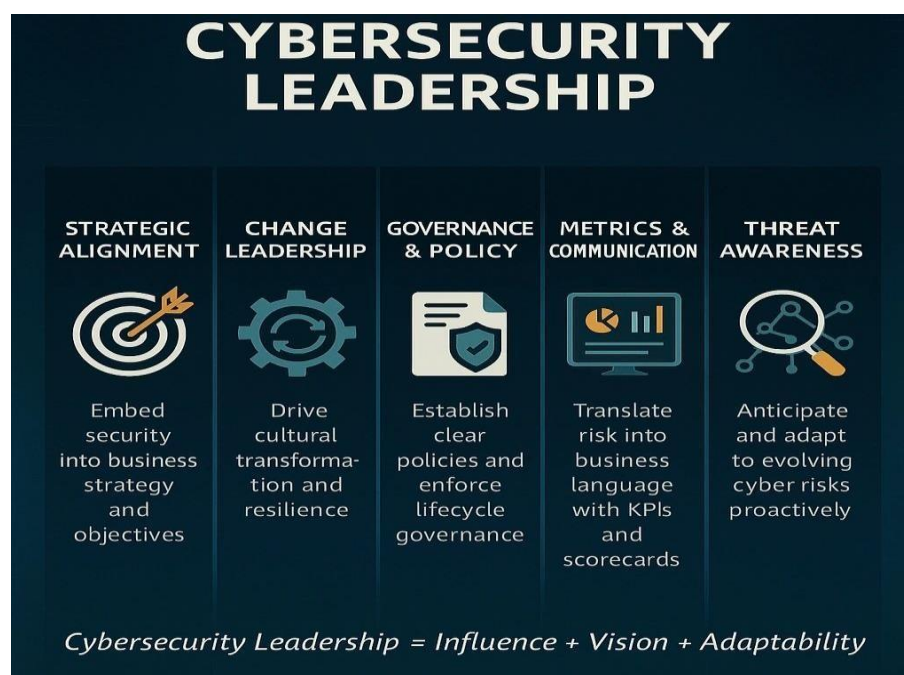 CYBERSECURITY
LEADERSHIP
STRATEGIC
ALIGNMENT
Embed
security
into business
strategy
and
objectives
CHANGE
LEADERSHIP
Drive
cultural
transforma-
tion and
resilience
GOVERNANCE
& POLICY
Establish
clear
policies and
enforce
lifecycle
governance
METRICS &
COMMUNICATION
Translate
risk into
business
language
with KPIs
and
scorecards
THREAT
AWARENESS
Anticipate
and adapt
to evolving
cyber risks
proactively
Cybersecurity Leadership = Influence + Vision + Adaptability